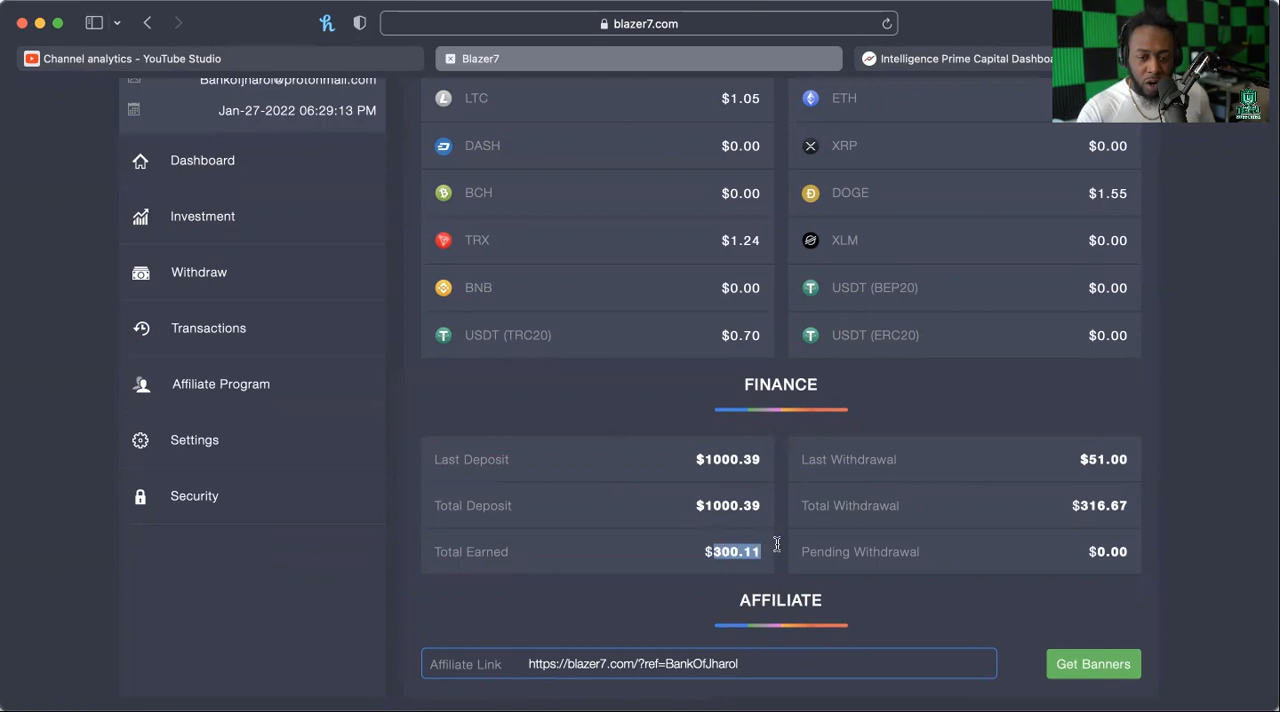 blazer7.com
Channel analytics - YouTube Studio
Blazer7
Intelligence Prime Capital Dashboa
Bankofjharol@protonmail.com
Jan-27-2022 06:29:13 PM
Dashboard
Investment
Withdraw
Transactions
Affiliate Program
Settings
Security
LTC $1.05
ETH
DASH $0.00
XRP $0.00
BCH $0.00
DOGE $1.55
TRX $1.24
XLM $0.00
BNB $0.00
USDT (BEP20) $0.00
USDT (TRC20) $0.70
USDT (ERC20) $0.00
FINANCE
Last Deposit $1000.39
Last Withdrawal $51.00
Total Deposit $1000.39
Total Withdrawal $316.67
Total Earned $300.11
Pending Withdrawal $0.00
AFFILIATE
Affiliate Link https://blazer7.com/?ref=BankOfJharol
Get Banners